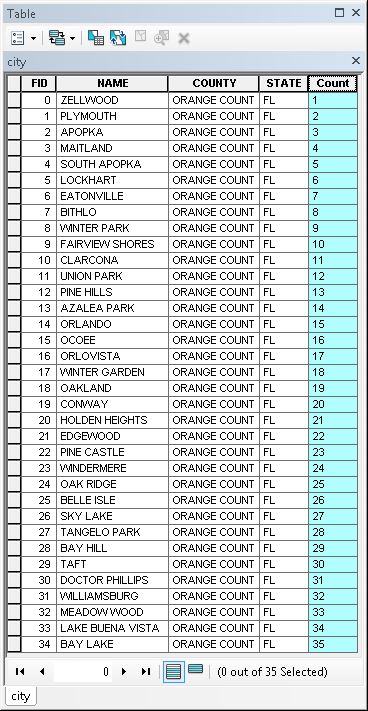 Table
city
FID NAME COUNTY STATE Count
0 ZELLWOOD ORANGE COUNT FL 1
1 PLYMOUTH ORANGE COUNT FL 2
2 APOPKA ORANGE COUNT FL 3
3 MAITLAND ORANGE COUNT FL 4
4 SOUTH APOPKA ORANGE COUNT FL 5
5 LOCKHART ORANGE COUNT FL 6
6 EATONVILLE ORANGE COUNT FL 7
7 BITHLO ORANGE COUNT FL 8
8 WINTER PARK ORANGE COUNT FL 9
9 FAIRVIEW SHORES ORANGE COUNT FL 10
10 CLARCONA ORANGE COUNT FL 11
11 UNION PARK ORANGE COUNT FL 12
12 PINE HILLS ORANGE COUNT FL 13
13 AZALEA PARK ORANGE COUNT FL 14
14 ORLANDO ORANGE COUNT FL 15
15 OCOEE ORANGE COUNT FL 16
16 ORLOVISTA ORANGE COUNT FL 17
17 WINTER GARDEN ORANGE COUNT FL 18
18 OAKLAND ORANGE COUNT FL 19
19 CONWAY ORANGE COUNT FL 20
20 HOLDEN HEIGHTS ORANGE COUNT FL 21
21 EDGEWOOD ORANGE COUNT FL 22
22 PINE CASTLE ORANGE COUNT FL 23
23 WINDERMERE ORANGE COUNT FL 24
24 OAK RIDGE ORANGE COUNT FL 25
25 BELLE ISLE ORANGE COUNT FL 26
26 SKY LAKE ORANGE COUNT FL 27
27 TANGELO PARK ORANGE COUNT FL 28
28 BAY HILL ORANGE COUNT FL 29
29 TAFT ORANGE COUNT FL 30
30 DOCTOR PHILLIPS ORANGE COUNT FL 31
31 WILLIAMSBURG ORANGE COUNT FL 32
32 MEADOW WOOD ORANGE COUNT FL 33
33 LAKE BUENA VISTA ORANGE COUNT FL 34
34 BAY LAKE ORANGE COUNT FL 35
0 (0 out of 35 Selected)
city